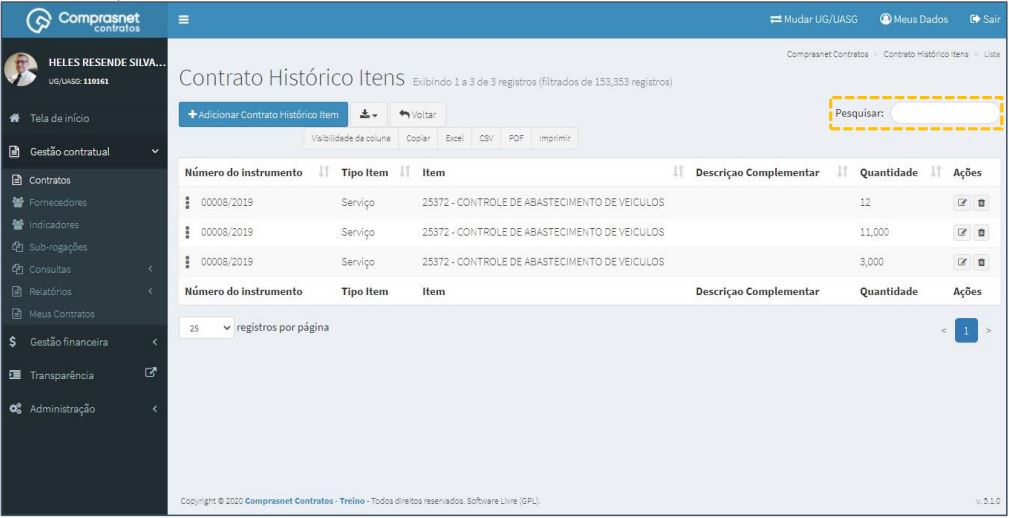 Comprasnet
contratos
Mudar UG/UASG Meus Dados Sair
HELES RESENDE SILVA...
UG/UASG: 110161
Tela de início
Gestão contratual
Contratos
Fornecedores
Indicadores
Sub-rogações
Consultas
Relatórios
Meus Contratos
Gestão financeira
Transparência
Administração
Comprasnet Contratos > Contrato Histórico Itens > Lista
Contrato Histórico Itens Exibindo 1 a 3 de 3 registros (filtrados de 153,353 registros)
Adicionar Contrato Histórico Item Voltar
Pesquisar:
Visibilidade da coluna Copiar Excel CSV PDF Imprimir
Número do instrumento Tipo Item Item Descriçao Complementar Quantidade Ações
00008/2019 Serviço 25372 - CONTROLE DE ABASTECIMENTO DE VEICULOS 12
00008/2019 Serviço 25372 - CONTROLE DE ABASTECIMENTO DE VEICULOS 11,000
00008/2019 Serviço 25372 - CONTROLE DE ABASTECIMENTO DE VEICULOS 3,000
Número do instrumento Tipo Item Item Descriçao Complementar Quantidade Ações
25 registros por página < 1 >
Copyright © 2020 Comprasnet Contratos - Treino - Todos direitos reservados. Software Livre (GPL). v. 5.1.0